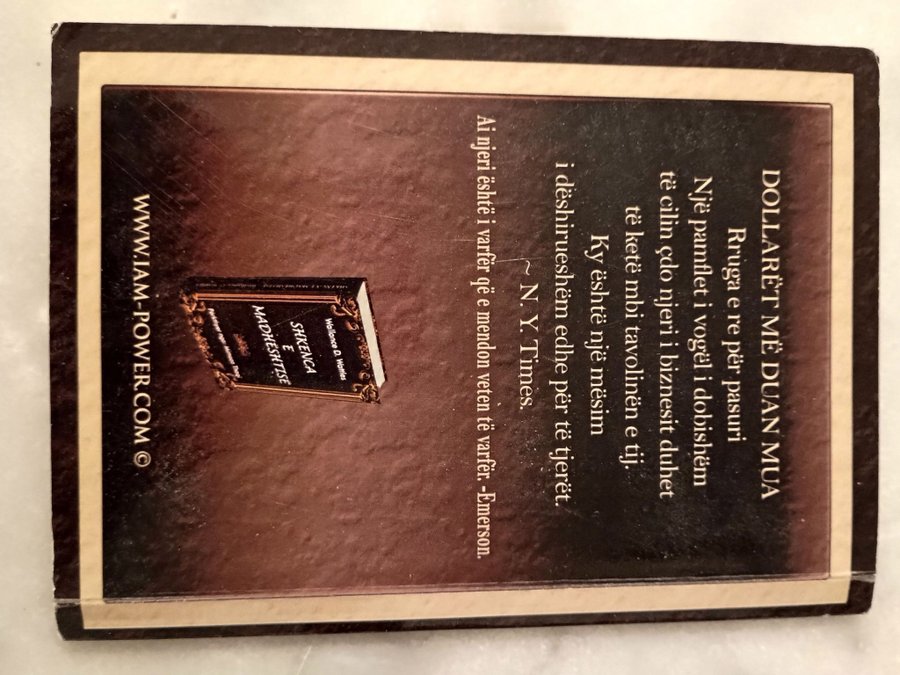 DOLLARËT MË DUAN MUA
Rruga e re për pasuri
Një pamflet i vogël i dobishëm
të cilin çdo njeri i biznesit duhet
të ketë mbi tavolinën e tij.
Ky është një mësim
i dëshirueshëm edhe për të tjerët.
~ N. Y Times.
Ai njeri është i varfër që e mendon veten të varfër. -Emerson.
Wallance D. Wattles
SHKENCA
E
MADHËSHTISË
WWW.IAM-POWER.COM ©